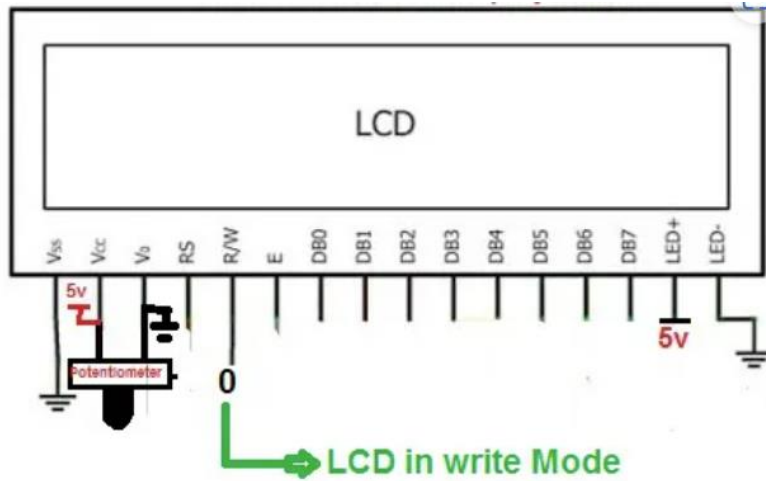 LCD
Vss
Vcc
V₀
RS
R/W
E
DB0
DB1
DB2
DB3
DB4
DB5
DB6
DB7
LED+
LED-
5v
Potentiometer
0
5v
LCD in write Mode